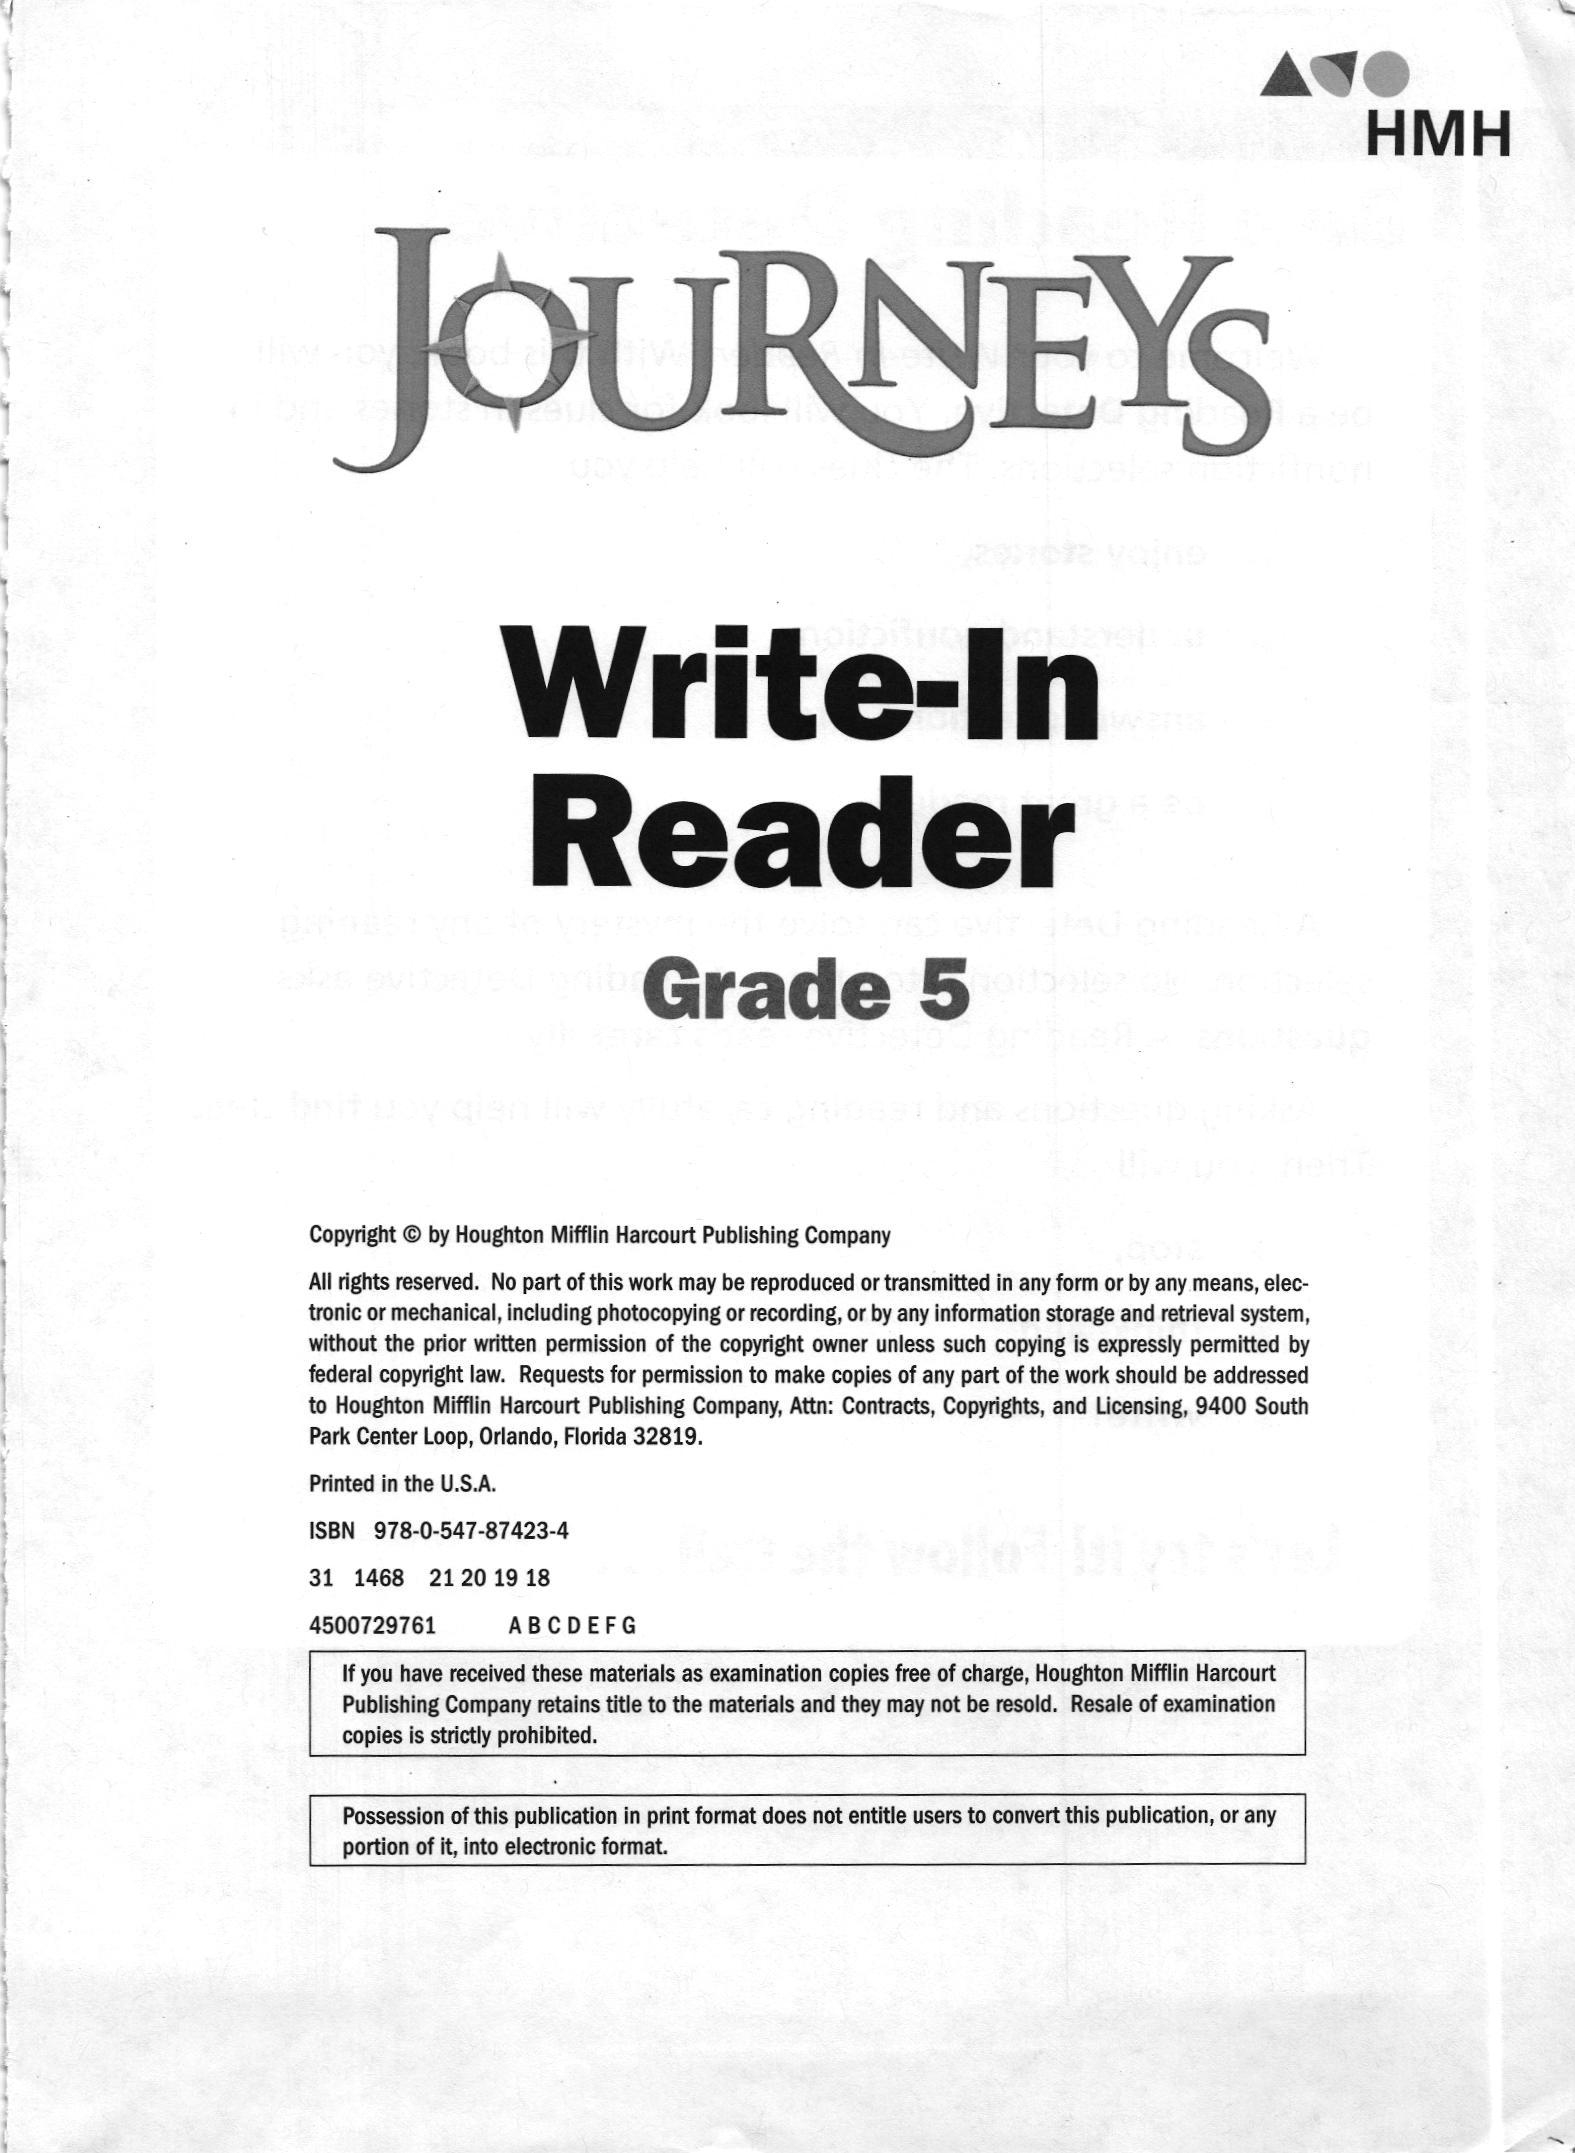 HMH
JOURNEYS
Write-In
Reader
Grade 5
Copyright © by Houghton Mifflin Harcourt Publishing Company
All rights reserved. No part of this work may be reproduced or transmitted in any form or by any means, elec-
tronic or mechanical, including photocopying or recording, or by any information storage and retrieval system,
without the prior written permission of the copyright owner unless such copying is expressly permitted by
federal copyright law. Requests for permission to make copies of any part of the work should be addressed
to Houghton Mifflin Harcourt Publishing Company, Attn: Contracts, Copyrights, and Licensing, 9400 South
Park Center Loop, Orlando, Florida 32819.
Printed in the U.S.A.
ISBN 978-0-547-87423-4
31 1468 21 20 19 18
4500729761 A B C D E F G
If you have received these materials as examination copies free of charge, Houghton Mifflin Harcourt
Publishing Company retains title to the materials and they may not be resold. Resale of examination
copies is strictly prohibited.
Possession of this publication in print format does not entitle users to convert this publication, or any
portion of it, into electronic format.